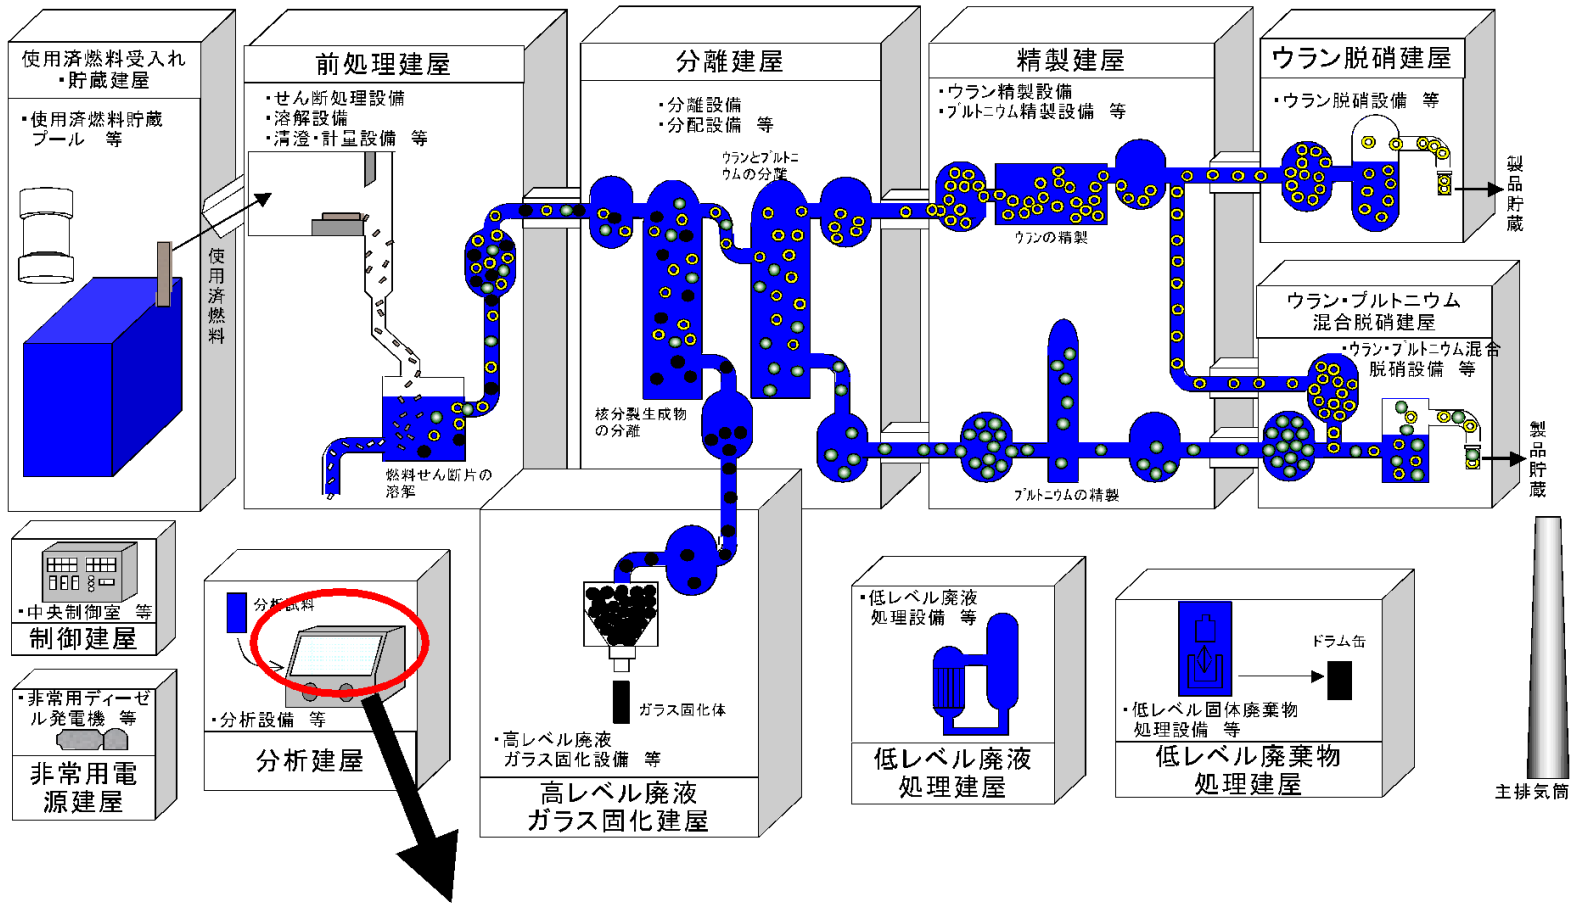 使用済燃料受入れ
・貯蔵建屋
・使用済燃料貯蔵
プール 等
使用済燃料
前処理建屋
・せん断処理設備
・溶解設備
・清澄・計量設備 等
燃料せん断片の
溶解
分離建屋
・分離設備
・分配設備 等
ウランとプルトニ
ウムの分離
核分裂生成物
の分離
精製建屋
・ウラン精製設備
・プルトニウム精製設備 等
ウランの精製
プルトニウムの精製
ウラン脱硝建屋
・ウラン脱硝設備 等
製品貯蔵
ウラン・プルトニウム
混合脱硝建屋
・ウラン・プルトニウム混合
脱硝設備 等
製品貯蔵
・中央制御室 等
制御建屋
・非常用ディーゼ
ル発電機 等
非常用電
源建屋
分析試料
・分析設備 等
分析建屋
ガラス固化体
・高レベル廃液
ガラス固化設備 等
高レベル廃液
ガラス固化建屋
・低レベル廃液
処理設備 等
低レベル廃液
処理建屋
ドラム缶
・低レベル固体廃棄物
処理設備 等
低レベル廃棄物
処理建屋
主排気筒